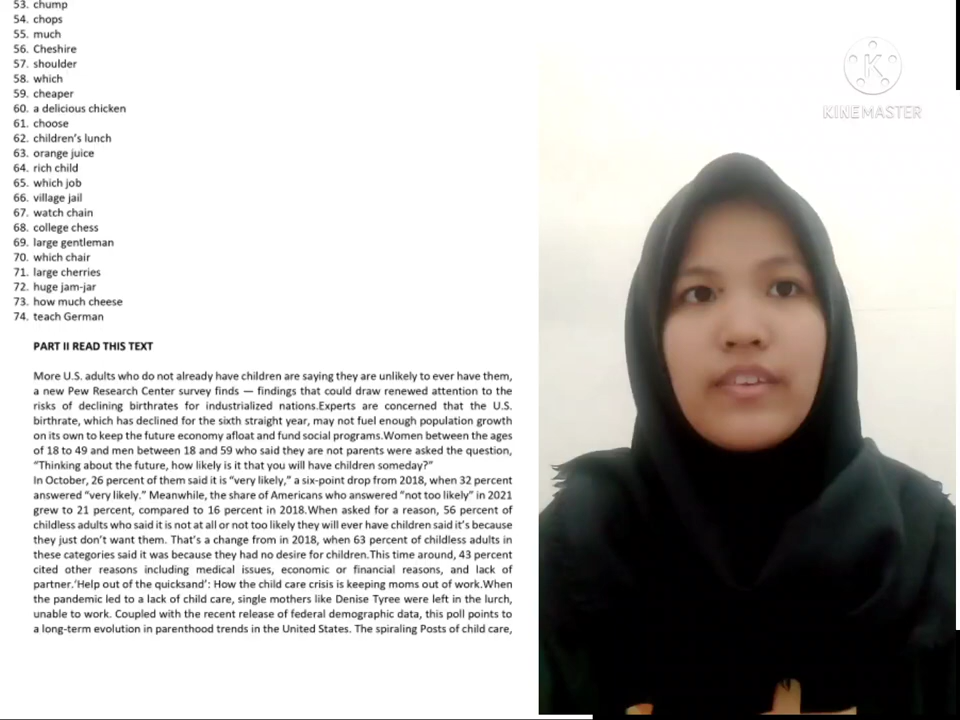 53. chump
54. chops
55. much
56. Cheshire
57. shoulder
58. which
59. cheaper
60. a delicious chicken
61. choose
62. children's lunch
63. orange juice
64. rich child
65. which job
66. village jail
67. watch chain
68. college chess
69. large gentleman
70. which chair
71. large cherries
72. huge jam-jar
73. how much cheese
74. teach German
PART II READ THIS TEXT
More U.S. adults who do not already have children are saying they are unlikely to ever have them,
a new Pew Research Center survey finds — findings that could draw renewed attention to the
risks of declining birthrates for industrialized nations.Experts are concerned that the U.S.
birthrate, which has declined for the sixth straight year, may not fuel enough population growth
on its own to keep the future economy afloat and fund social programs.Women between the ages
of 18 to 49 and men between 18 and 59 who said they are not parents were asked the question,
“Thinking about the future, how likely is it that you will have children someday?”
In October, 26 percent of them said it is “very likely,” a six-point drop from 2018, when 32 percent
answered “very likely.” Meanwhile, the share of Americans who answered “not too likely” in 2021
grew to 21 percent, compared to 16 percent in 2018.When asked for a reason, 56 percent of
childless adults who said it is not at all or not too likely they will ever have children said it's because
they just don't want them. That's a change from in 2018, when 63 percent of childless adults in
these categories said it was because they had no desire for children.This time around, 43 percent
cited other reasons including medical issues, economic or financial reasons, and lack of
partner.'Help out of the quicksand': How the child care crisis is keeping moms out of work.When
the pandemic led to a lack of child care, single mothers like Denise Tyree were left in the lurch,
unable to work. Coupled with the recent release of federal demographic data, this poll points to
a long-term evolution in parenthood trends in the United States. The spiraling Posts of child care,
K
KINEMASTER